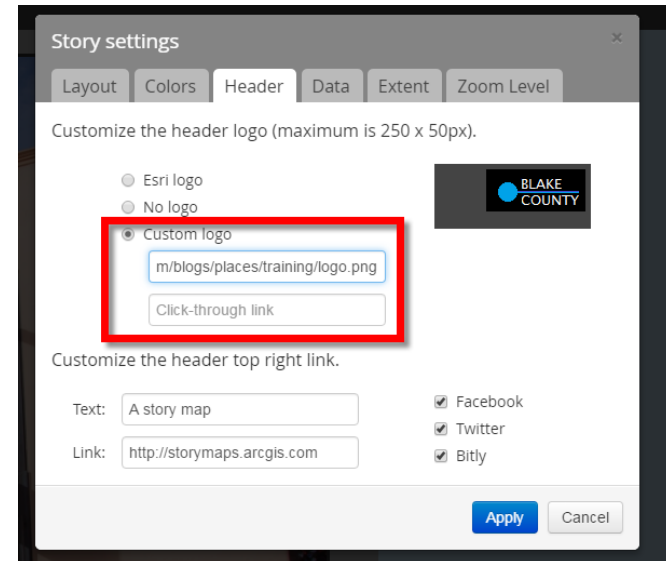 Story settings ×
Layout Colors Header Data Extent Zoom Level
Customize the header logo (maximum is 250 x 50px).
Esri logo
No logo
Custom logo
m/blogs/places/training/logo.png
Click-through link
BLAKE
COUNTY
Customize the header top right link.
Text: A story map
Link: http://storymaps.arcgis.com
Facebook
Twitter
Bitly
Apply Cancel